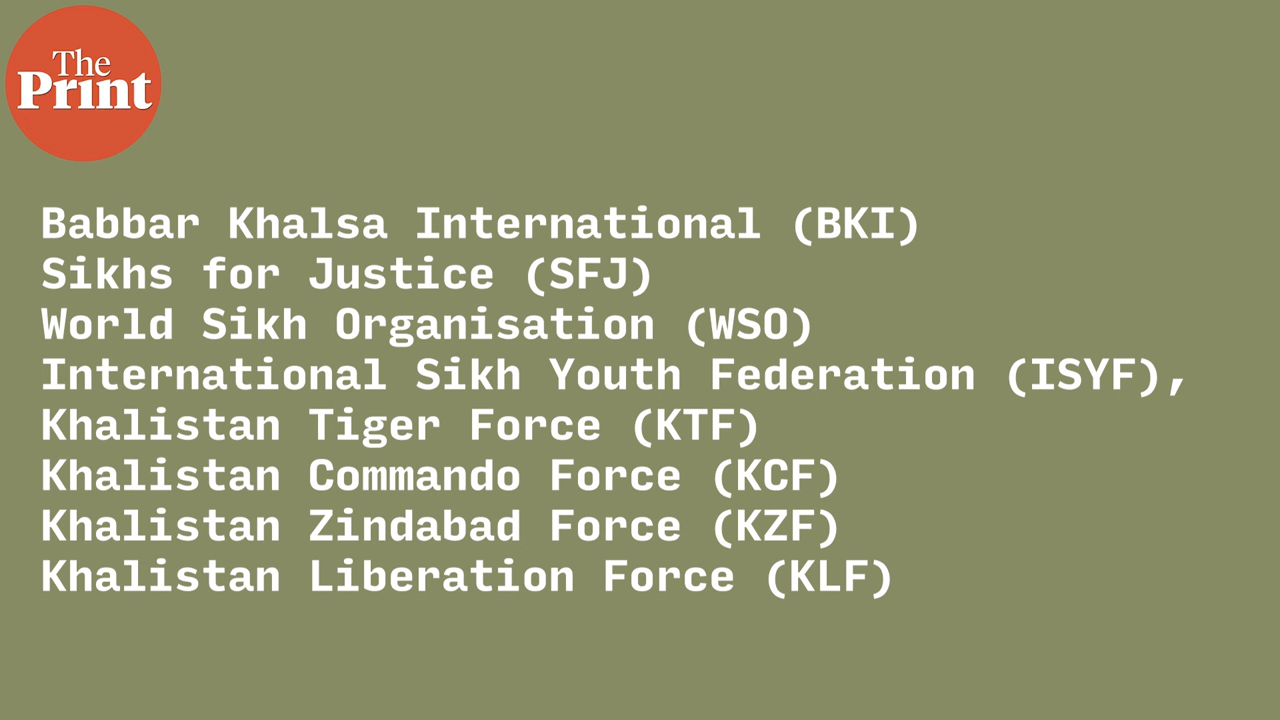 The
Print
Babbar Khalsa International (BKI)
Sikhs for Justice (SFJ)
World Sikh Organisation (WSO)
International Sikh Youth Federation (ISYF),
Khalistan Tiger Force (KTF)
Khalistan Commando Force (KCF)
Khalistan Zindabad Force (KZF)
Khalistan Liberation Force (KLF)